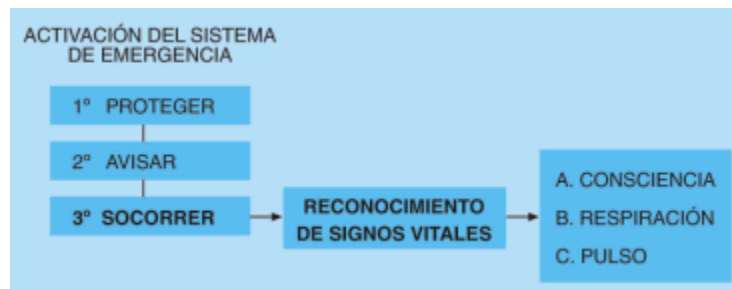 ACTIVACIÓN DEL SISTEMA
DE EMERGENCIA
1º PROTEGER
2º AVISAR
3º SOCORRER
RECONOCIMIENTO
DE SIGNOS VITALES
A. CONSCIENCIA
B. RESPIRACIÓN
C. PULSO